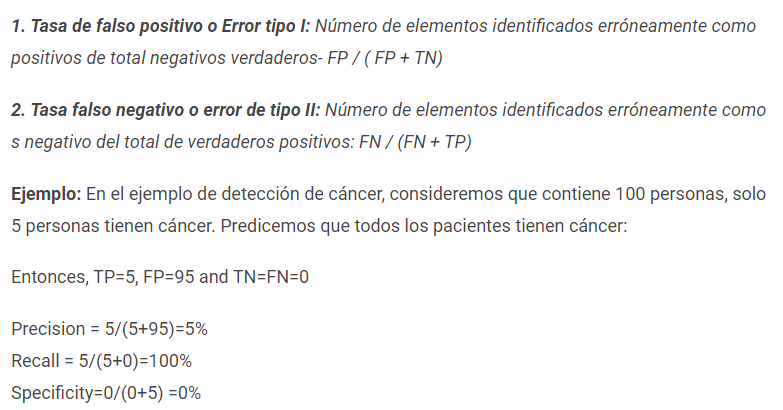 1. Tasa de falso positivo o Error tipo I: Número de elementos identificados erróneamente como
positivos de total negativos verdaderos- FP / ( FP + TN)
2. Tasa falso negativo o error de tipo II: Número de elementos identificados erróneamente como
s negativo del total de verdaderos positivos: FN / (FN + TP)
Ejemplo: En el ejemplo de detección de cáncer, consideremos que contiene 100 personas, solo
5 personas tienen cáncer. Predicemos que todos los pacientes tienen cáncer:
Entonces, TP=5, FP=95 and TN=FN=0
Precision = 5/(5+95)=5%
Recall = 5/(5+0)=100%
Specificity=0/(0+5) =0%